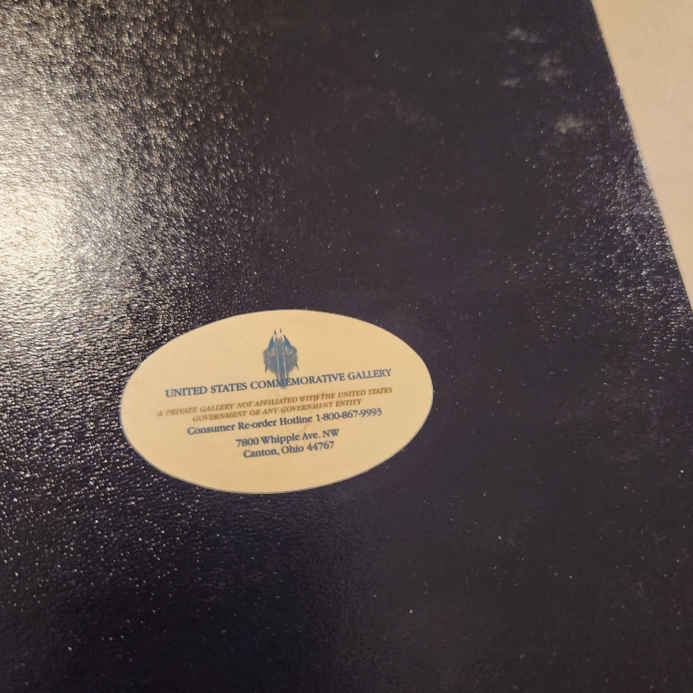 UNITED STATES COMMEMORATIVE GALLERY
A PRIVATE GALLERY NOT AFFILIATED WITH THE UNITED STATES
GOVERNMENT OR ANY GOVERNMENT ENTITY
Consumer Re-order Hotline 1-800-867-9993
7800 Whipple Ave. NW
Canton, Ohio 44767